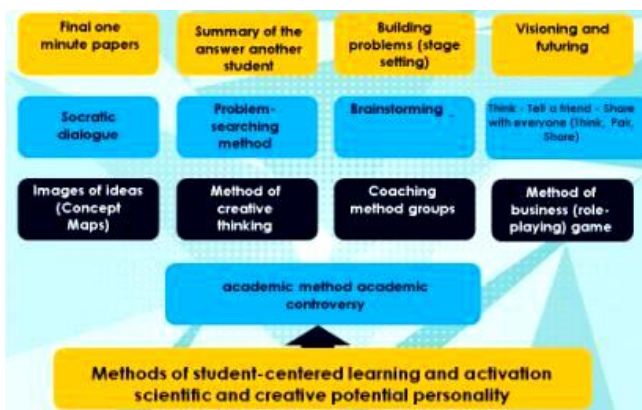 Final one
minute papers
Summary of the
answer another
student
Building
problems (stage
setting)
Visioning and
futuring
Socratic
dialogue
Problem-
searching
method
Brainstorming _
Think - Tell a friend - Share
with everyone (Think, Pair,
Share)
Images of ideas
(Concept
Maps)
Method of
creative
thinking
Coaching
method groups
Method of
business (role-
playing) game
academic method academic
controversy
Methods of student-centered learning and activation
scientific and creative potential personality